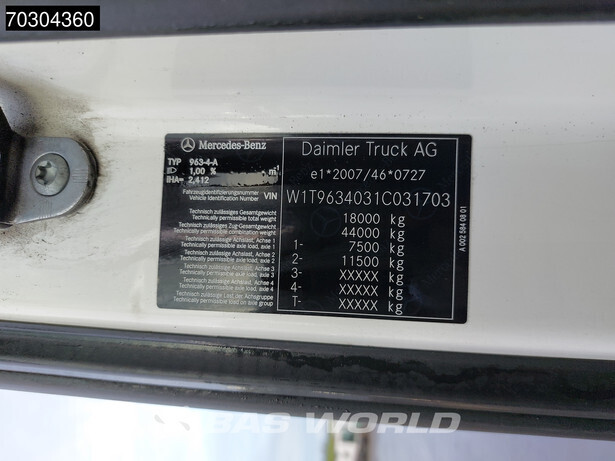 70304360
Mercedes-Benz
Daimler Truck AG
TYP 963-4-A
1,00 %
m⁻¹
IHA= 2,412
e1*2007/46*0727
Fahrzeugidentifizierungsnummer
Vehicle Identification Number VIN
W1T9634031C031703
Technisch zulässiges Gesamtgewicht
Technically permissible total weight
18000 kg
Technisch zulässiges Zug-Gesamtgewicht
Technically permissible combination weight
44000 kg
Technisch zulässige Achslast, Achse 1
Technically permissible axle load, axle 1
1- 7500 kg
Technisch zulässige Achslast, Achse 2
Technically permissible axle load, axle 2
2- 11500 kg
Technisch zulässige Achslast, Achse 3
Technically permissible axle load, axle 3
3- XXXXX kg
Technisch zulässige Achslast, Achse 4
Technically permissible axle load, axle 4
4- XXXXX kg
Technisch zulässige Last der Achsgruppe
Technically permissible load on axle group
T- XXXXX kg
A 002 584 08 01
BAS WORLD